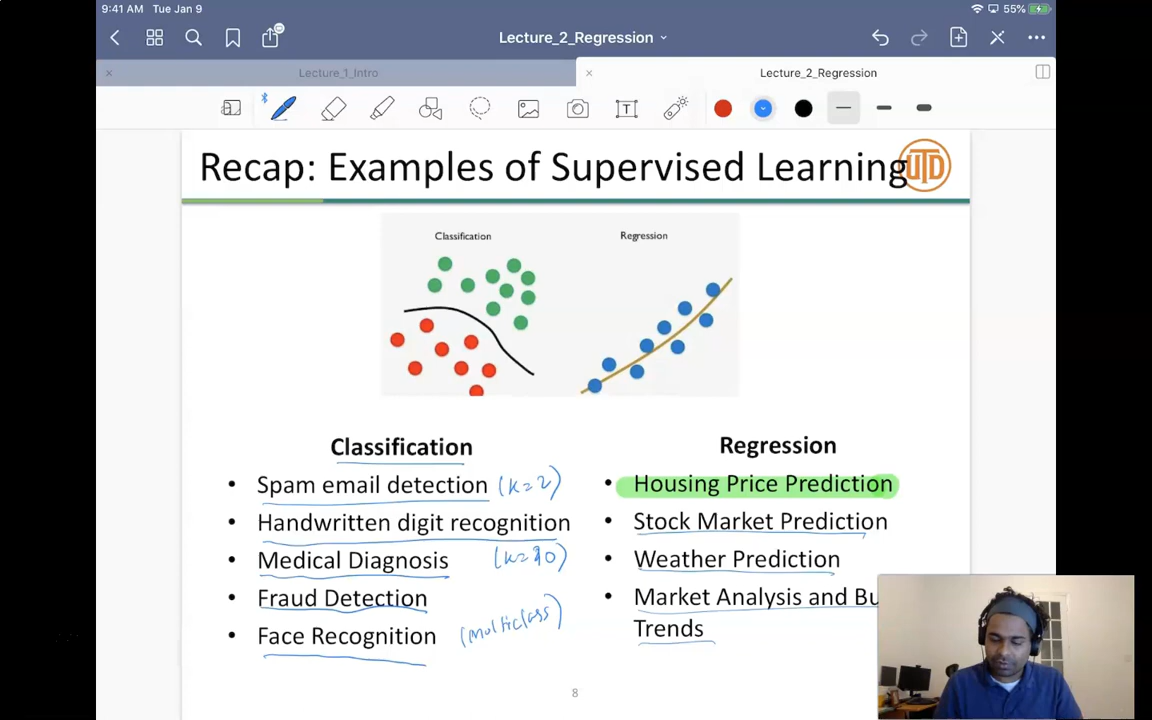 9:41 AM Tue Jan 9
55%
Lecture_2_Regression
Lecture_1_Intro
Lecture_2_Regression
T
Recap: Examples of Supervised Learning
UTD
Classification
Regression
Classification
• Spam email detection (k=2)
• Handwritten digit recognition
• Medical Diagnosis (k=10)
• Fraud Detection
• Face Recognition (multiclass)
Regression
• Housing Price Prediction
• Stock Market Prediction
• Weather Prediction
• Market Analysis and Bu
Trends
8